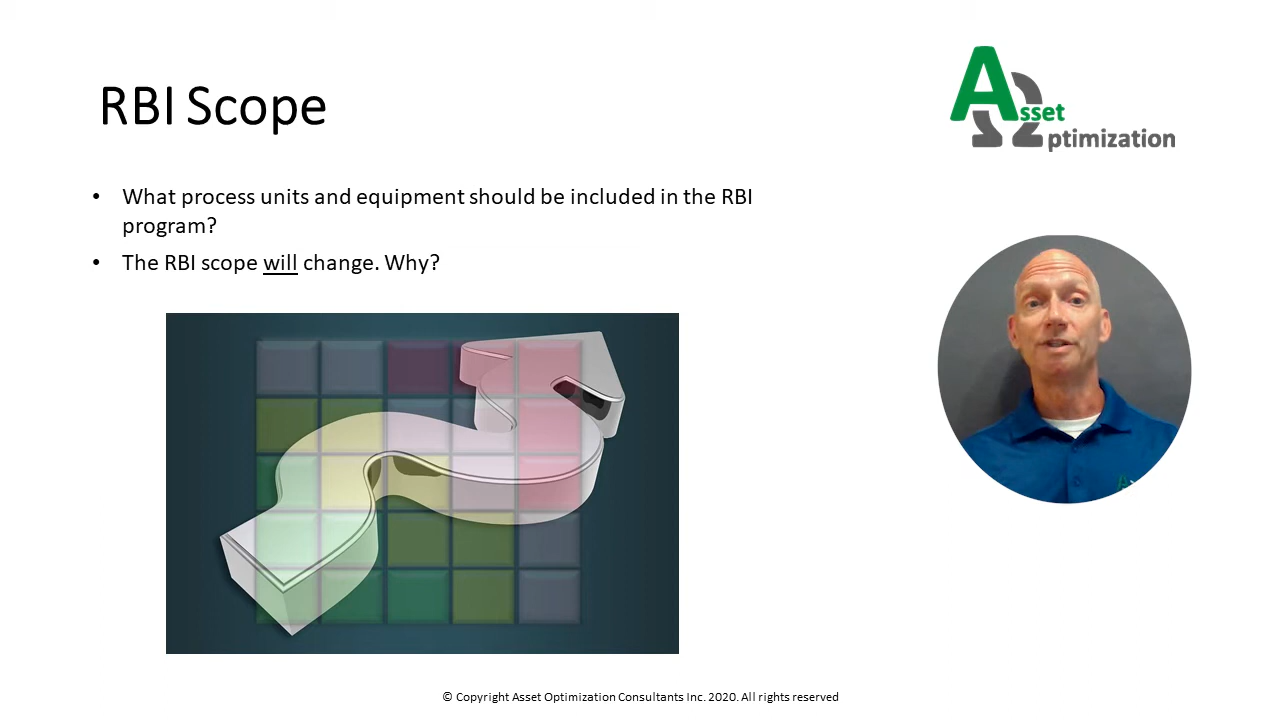 RBI Scope
Asset
Optimization
• What process units and equipment should be included in the RBI
program?
• The RBI scope will change. Why?
© Copyright Asset Optimization Consultants Inc. 2020. All rights reserved